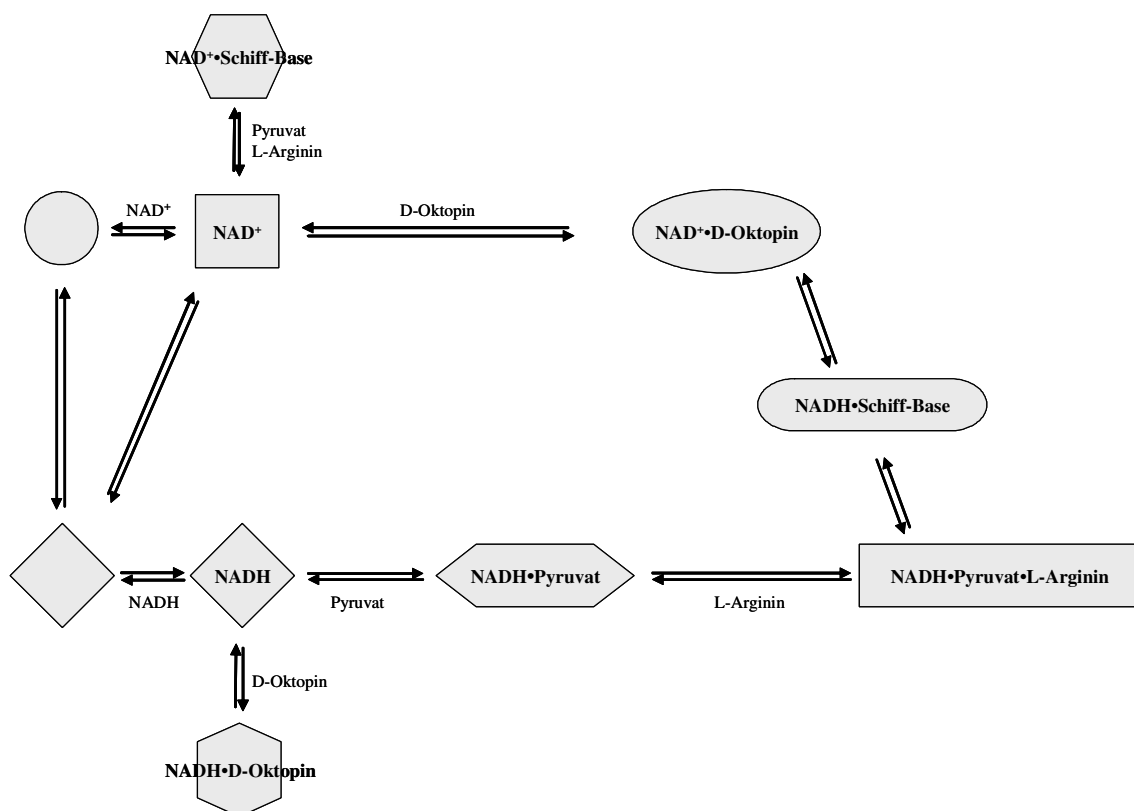 NAD⁺•Schiff-Base
Pyruvat
L-Arginin
NAD⁺
NAD⁺
D-Oktopin
NAD⁺•D-Oktopin
NADH•Schiff-Base
NADH
NADH
Pyruvat
NADH•Pyruvat
L-Arginin
NADH•Pyruvat•L-Arginin
D-Oktopin
NADH•D-Oktopin